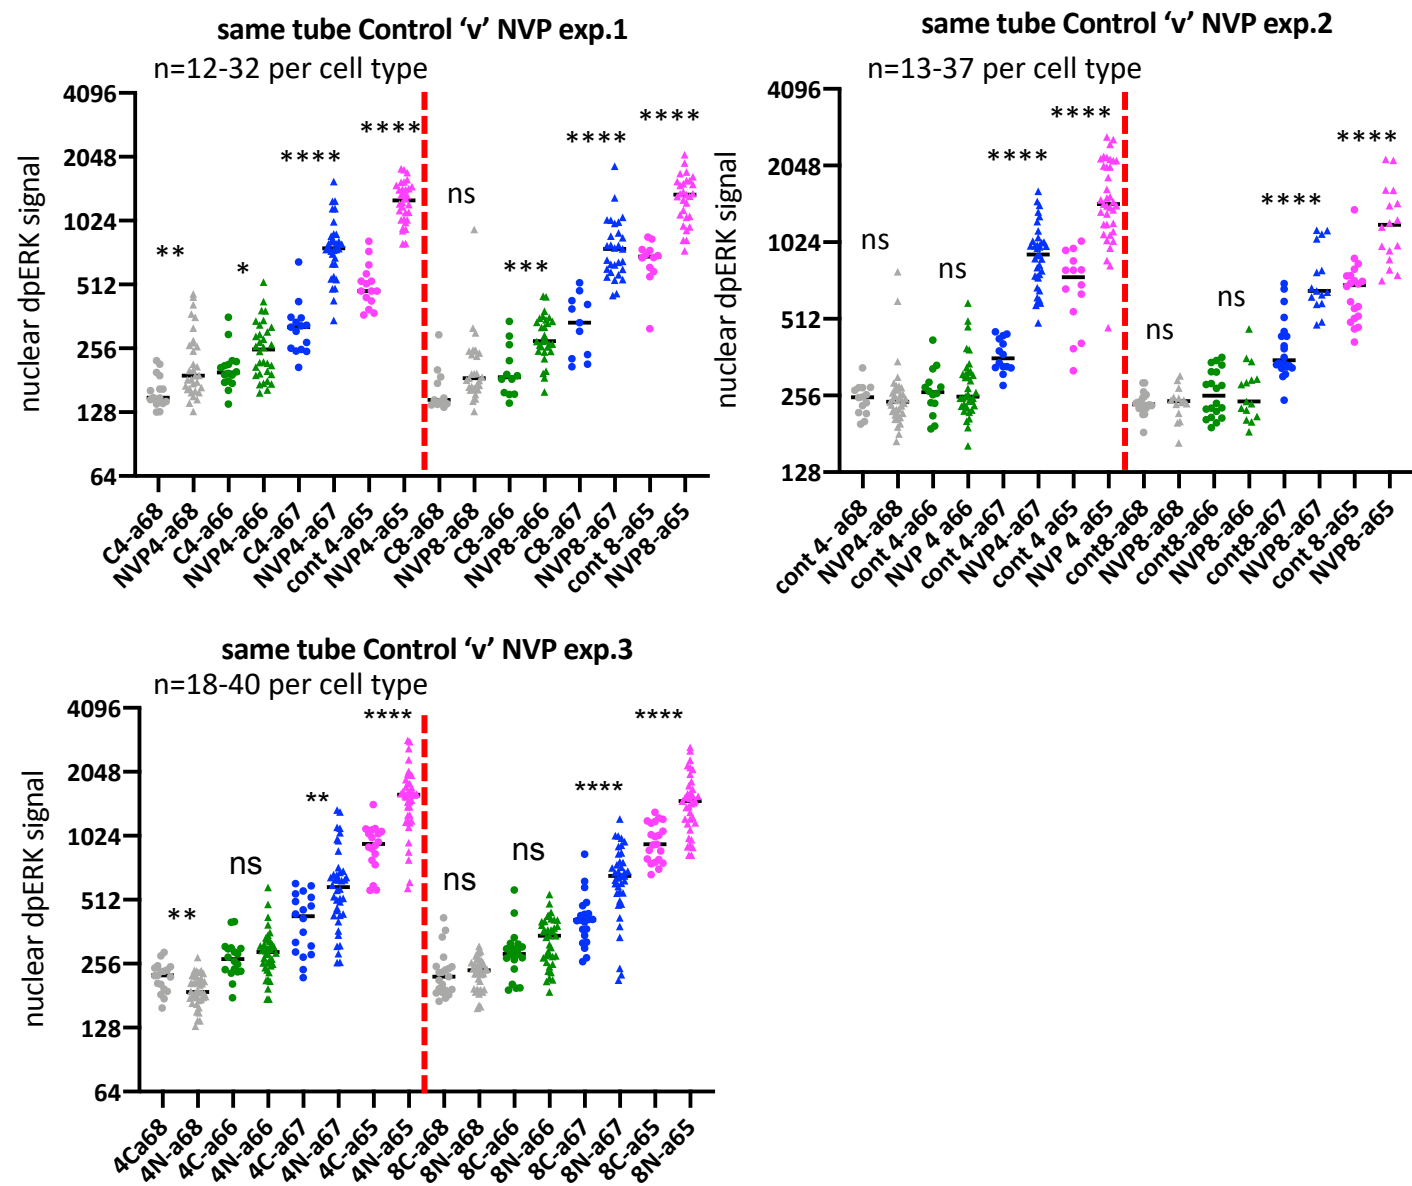 same tube Control ‘v’ NVP exp.1
n=12-32 per cell type
nuclear dpERK signal
4096
2048
1024
512
256
128
64
**
*
****
****
ns
***
****
****
C4-a68
NVP4-a68
C4-a66
NVP4-a66
C4-a67
NVP4-a67
cont 4-a65
NVP4-a65
C8-a68
NVP8-a68
C8-a66
NVP8-a66
C8-a67
NVP8-a67
cont 8-a65
NVP8-a65
same tube Control ‘v’ NVP exp.2
n=13-37 per cell type
nuclear dpERK signal
4096
2048
1024
512
256
128
ns
ns
****
****
ns
ns
****
****
cont 4- a68
NVP4-a68
cont 4-a66
NVP 4 a66
cont 4-a67
NVP4-a67
cont 4 a65
NVP 4 a65
cont8-a68
NVP8-a68
cont8-a66
NVP8-a66
cont8-a67
NVP8-a67
cont 8-a65
NVP8-a65
same tube Control ‘v’ NVP exp.3
n=18-40 per cell type
nuclear dpERK signal
4096
2048
1024
512
256
128
64
**
ns
**
****
ns
ns
****
****
4Ca68
4N-a68
4C-a66
4N-a66
4C-a67
4N-a67
4C-a65
4N-a65
8C-a68
8N-a68
8C-a66
8N-a66
8C-a67
8N-a67
8C-a65
8N-a65